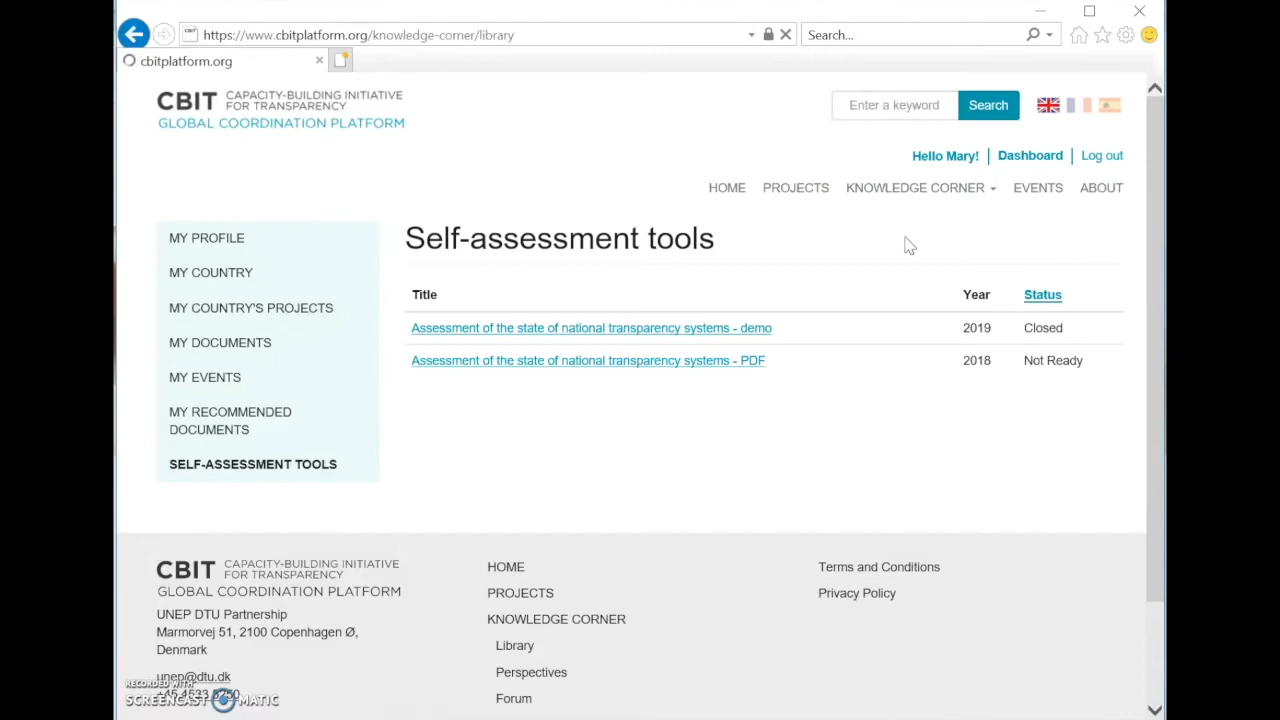 https://www.cbitplatform.org/knowledge-corner/library
Search...
cbitplatform.org
CBIT CAPACITY-BUILDING INITIATIVE
FOR TRANSPARENCY
GLOBAL COORDINATION PLATFORM
Enter a keyword
Search
Hello Mary!
Dashboard
Log out
HOME
PROJECTS
KNOWLEDGE CORNER
EVENTS
ABOUT
MY PROFILE
MY COUNTRY
MY COUNTRY'S PROJECTS
MY DOCUMENTS
MY EVENTS
MY RECOMMENDED
DOCUMENTS
SELF-ASSESSMENT TOOLS
Self-assessment tools
Title Year Status
Assessment of the state of national transparency systems - demo 2019 Closed
Assessment of the state of national transparency systems - PDF 2018 Not Ready
CBIT CAPACITY-BUILDING INITIATIVE
FOR TRANSPARENCY
GLOBAL COORDINATION PLATFORM
UNEP DTU Partnership
Marmorvej 51, 2100 Copenhagen Ø,
Denmark
unep@dtu.dk
+45 4533
HOME
PROJECTS
KNOWLEDGE CORNER
Library
Perspectives
Forum
Terms and Conditions
Privacy Policy
RECORDED WITH
SCREENCAST MATIC